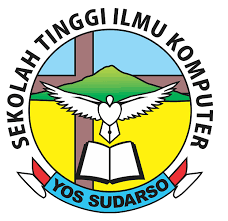 SEKOLAH TINGGI ILMU KOMPUTER
YOS SUDARSO